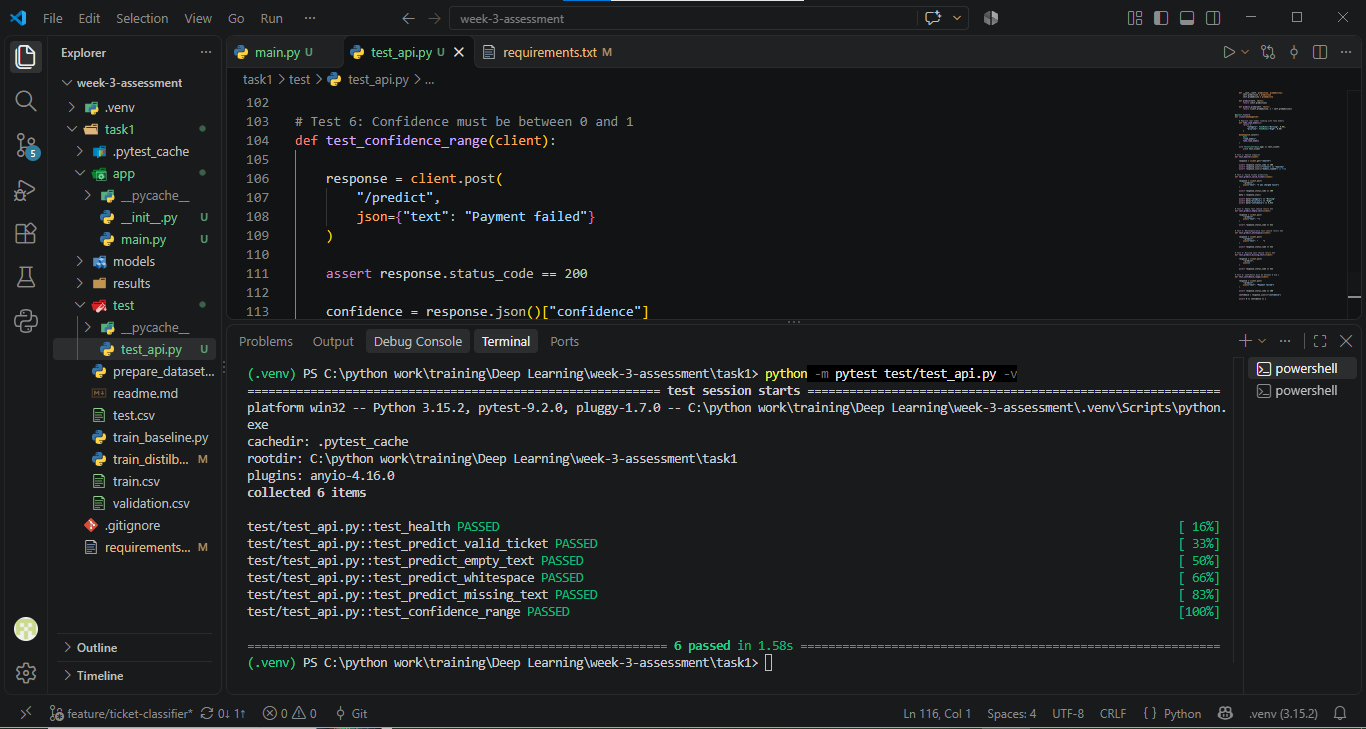 File Edit Selection View Go Run ···
week-3-assessment
Explorer ···
week-3-assessment
.venv
task1
.pytest_cache
app
__pycache__
__init__.py U
main.py U
models
results
test
__pycache__
test_api.py U
prepare_dataset...
readme.md
test.csv
train_baseline.py
train_distilb... M
train.csv
validation.csv
.gitignore
requirements... M
Outline
Timeline
5
main.py U
test_api.py U
requirements.txt M
task1 > test > test_api.py > ...
102
103 # Test 6: Confidence must be between 0 and 1
104 def test_confidence_range(client):
105
106 response = client.post(
107 "/predict",
108 json={"text": "Payment failed"}
109 )
110
111 assert response.status_code == 200
112
113 confidence = response.json()["confidence"]
Problems Output Debug Console Terminal Ports
powershell
powershell
(.venv) PS C:\python work\training\Deep Learning\week-3-assessment\task1> python -m pytest test/test_api.py -v
test session starts
platform win32 -- Python 3.15.2, pytest-9.2.0, pluggy-1.7.0 -- C:\python work\training\Deep Learning\week-3-assessment\.venv\Scripts\python.
exe
cachedir: .pytest_cache
rootdir: C:\python work\training\Deep Learning\week-3-assessment\task1
plugins: anyio-4.16.0
collected 6 items
test/test_api.py::test_health PASSED [ 16%]
test/test_api.py::test_predict_valid_ticket PASSED [ 33%]
test/test_api.py::test_predict_empty_text PASSED [ 50%]
test/test_api.py::test_predict_whitespace PASSED [ 66%]
test/test_api.py::test_predict_missing_text PASSED [ 83%]
test/test_api.py::test_confidence_range PASSED [100%]
6 passed in 1.58s
(.venv) PS C:\python work\training\Deep Learning\week-3-assessment\task1>
feature/ticket-classifier* 0↓ 1↑ 0 0 Git Ln 116, Col 1 Spaces: 4 UTF-8 CRLF { } Python .venv (3.15.2)